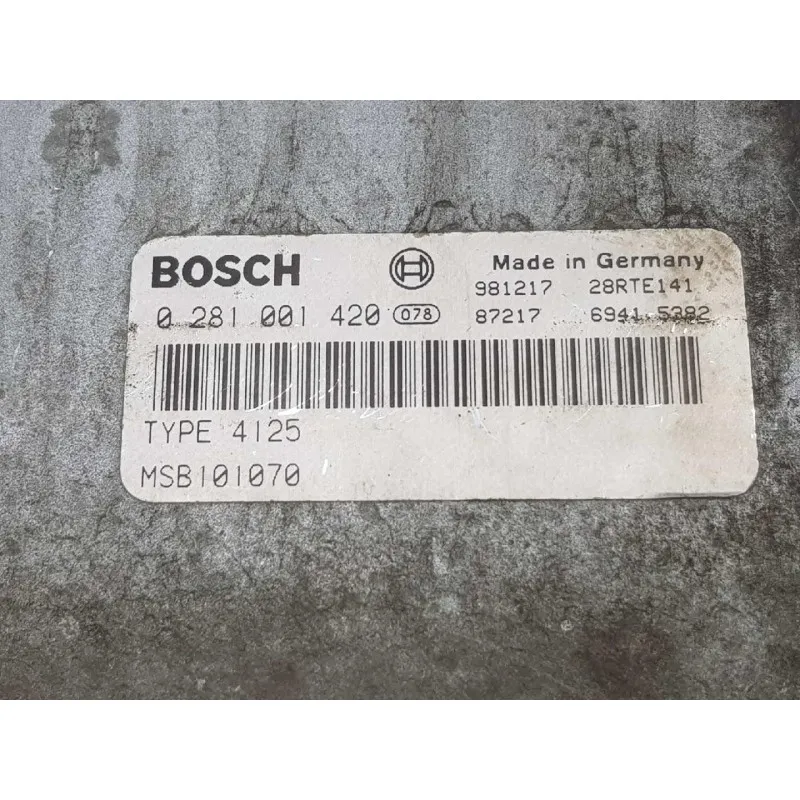 BOSCH Made in Germany
981217 28RTE141
0 281 001 420 078 87217 6941 5382
TYPE 4125
MSB101070